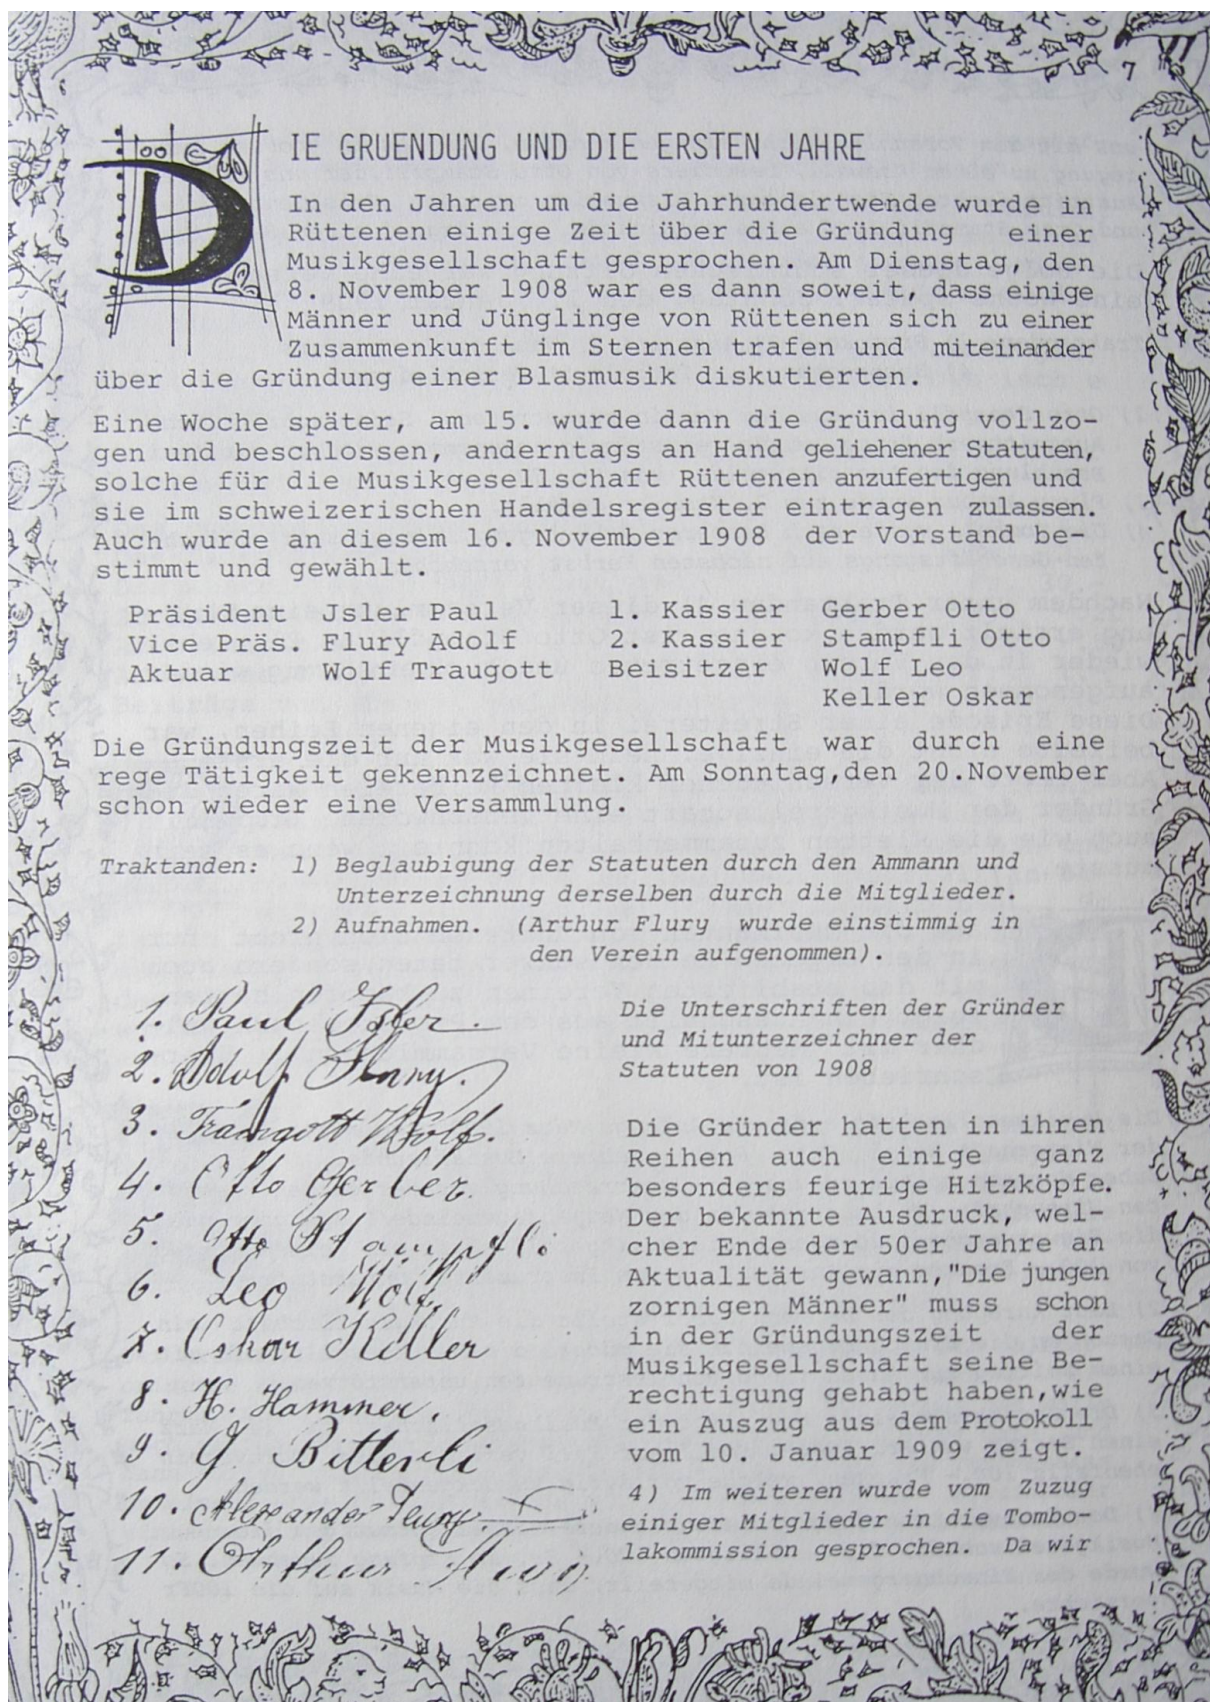 7
DIE GRUENDUNG UND DIE ERSTEN JAHRE
In den Jahren um die Jahrhundertwende wurde in
Rüttenen einige Zeit über die Gründung einer
Musikgesellschaft gesprochen. Am Dienstag, den
8. November 1908 war es dann soweit, dass einige
Männer und Jünglinge von Rüttenen sich zu einer
Zusammenkunft im Sternen trafen und miteinander
über die Gründung einer Blasmusik diskutierten.
Eine Woche später, am 15. wurde dann die Gründung vollzo-
gen und beschlossen, anderntags an Hand geliehener Statuten,
solche für die Musikgesellschaft Rüttenen anzufertigen und
sie im schweizerischen Handelsregister eintragen zulassen.
Auch wurde an diesem 16. November 1908 der Vorstand be-
stimmt und gewählt.
Präsident Jsler Paul 1. Kassier Gerber Otto
Vice Präs. Flury Adolf 2. Kassier Stampfli Otto
Aktuar Wolf Traugott Beisitzer Wolf Leo
Keller Oskar
Die Gründungszeit der Musikgesellschaft war durch eine
rege Tätigkeit gekennzeichnet. Am Sonntag,den 20.November
schon wieder eine Versammlung.
Traktanden: 1) Beglaubigung der Statuten durch den Ammann und
Unterzeichnung derselben durch die Mitglieder.
2) Aufnahmen. (Arthur Flury wurde einstimmig in
den Verein aufgenommen).
1. Paul Jsler.
2. Adolf Flury.
3. Traugott Wolf.
4. Otto Gerber.
5. Otto Stampfli
6. Leo Wolf.
7. Oskar Keller
8. H. Hammer.
9. G. Bitterli
10. Alexander
11. Arthur Flury
Die Unterschriften der Gründer
und Mitunterzeichner der
Statuten von 1908
Die Gründer hatten in ihren
Reihen auch einige ganz
besonders feurige Hitzköpfe.
Der bekannte Ausdruck, wel-
cher Ende der 50er Jahre an
Aktualität gewann,"Die jungen
zornigen Männer" muss schon
in der Gründungszeit der
Musikgesellschaft seine Be-
rechtigung gehabt haben,wie
ein Auszug aus dem Protokoll
vom 10. Januar 1909 zeigt.
4) Im weiteren wurde vom Zuzug
einiger Mitglieder in die Tombo-
lakommission gesprochen. Da wir